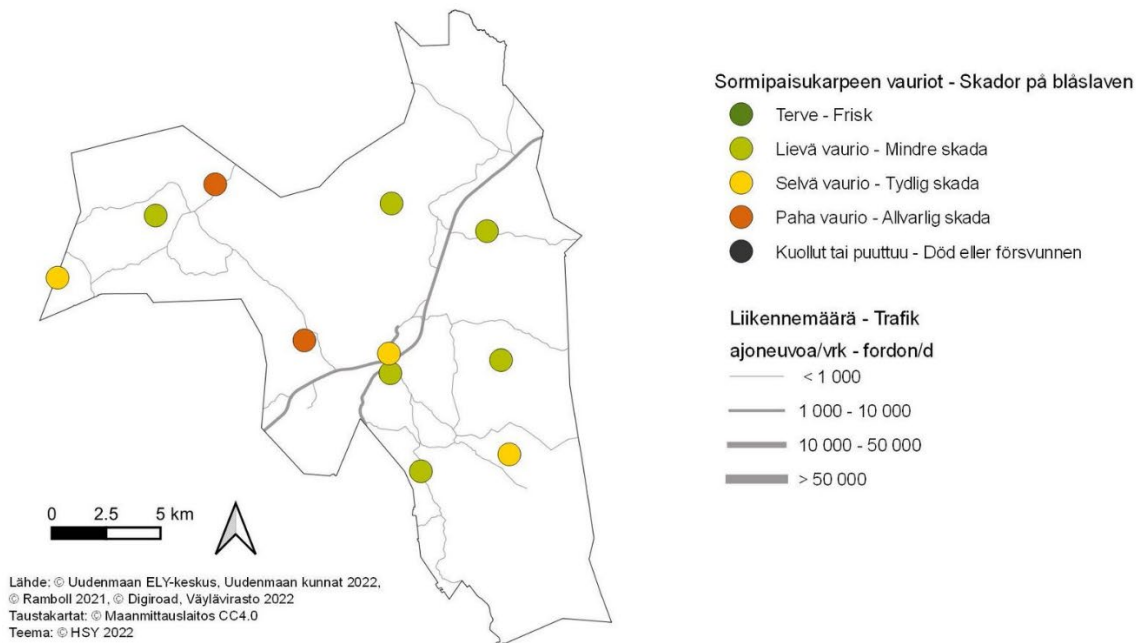 Sormipaisukarpeen vauriot - Skador på blåslaven
Terve - Frisk
Lievä vaurio - Mindre skada
Selvä vaurio - Tydlig skada
Paha vaurio - Allvarlig skada
Kuollut tai puuttuu - Död eller försvunnen
Liikennemäärä - Trafik
ajoneuvoa/vrk - fordon/d
< 1 000
1 000 - 10 000
10 000 - 50 000
> 50 000
0 2.5 5 km
Lähde: © Uudenmaan ELY-keskus, Uudenmaan kunnat 2022,
© Ramboll 2021, © Digiroad, Väylävirasto 2022
Taustakartat: © Maanmittauslaitos CC4.0
Teema: © HSY 2022